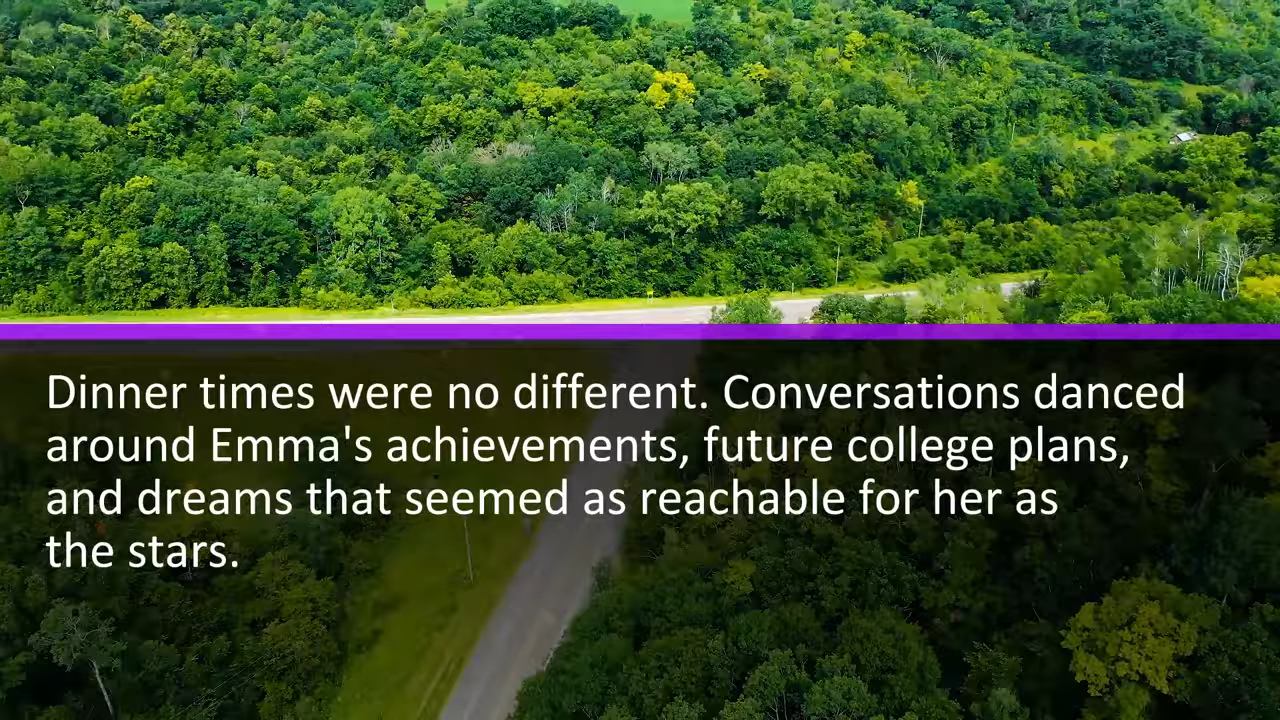 Dinner times were no different. Conversations danced
around Emma's achievements, future college plans,
and dreams that seemed as reachable for her as
the stars.